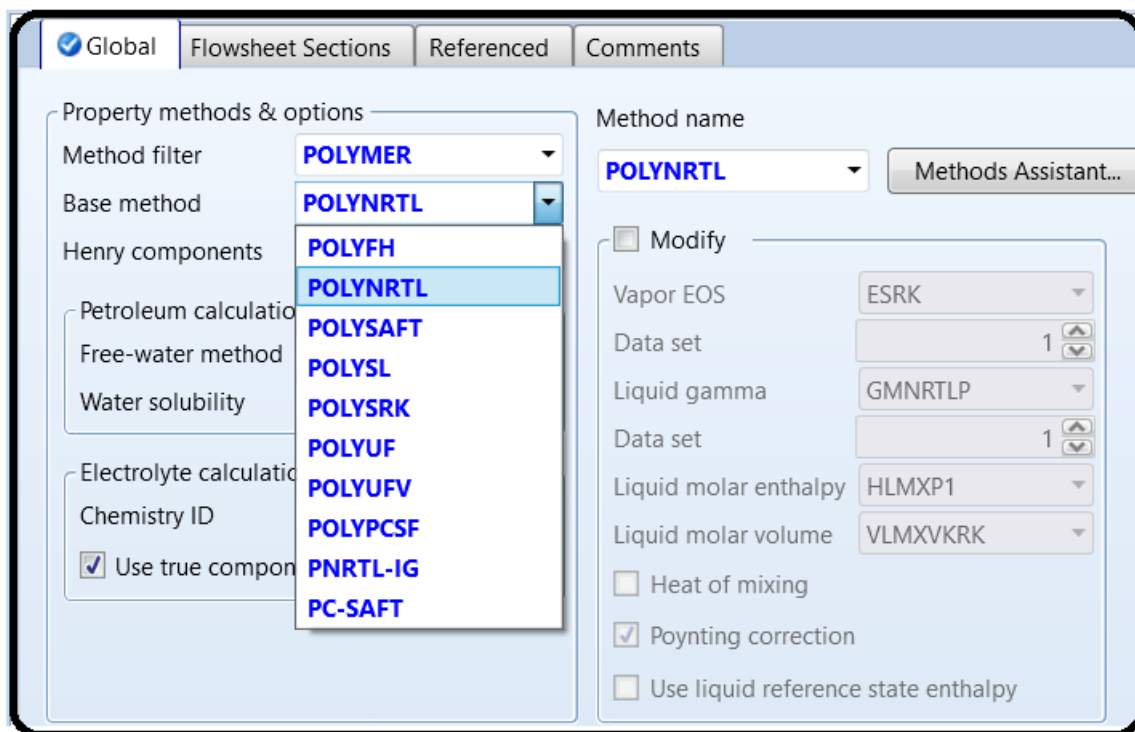 Global
Flowsheet Sections
Referenced
Comments
Property methods & options
Method filter
POLYMER
Base method
POLYNRTL
Henry components
POLYFH
POLYNRTL
POLYSAFT
POLYSL
POLYSRK
POLYUF
POLYUFV
POLYPCSF
PNRTL-IG
PC-SAFT
Petroleum calculatio
Free-water method
Water solubility
Electrolyte calculatio
Chemistry ID
Use true compon
Method name
POLYNRTL
Methods Assistant...
Modify
Vapor EOS
ESRK
Data set
1
Liquid gamma
GMNRTLP
Data set
1
Liquid molar enthalpy
HLMXP1
Liquid molar volume
VLMXVKRK
Heat of mixing
Poynting correction
Use liquid reference state enthalpy